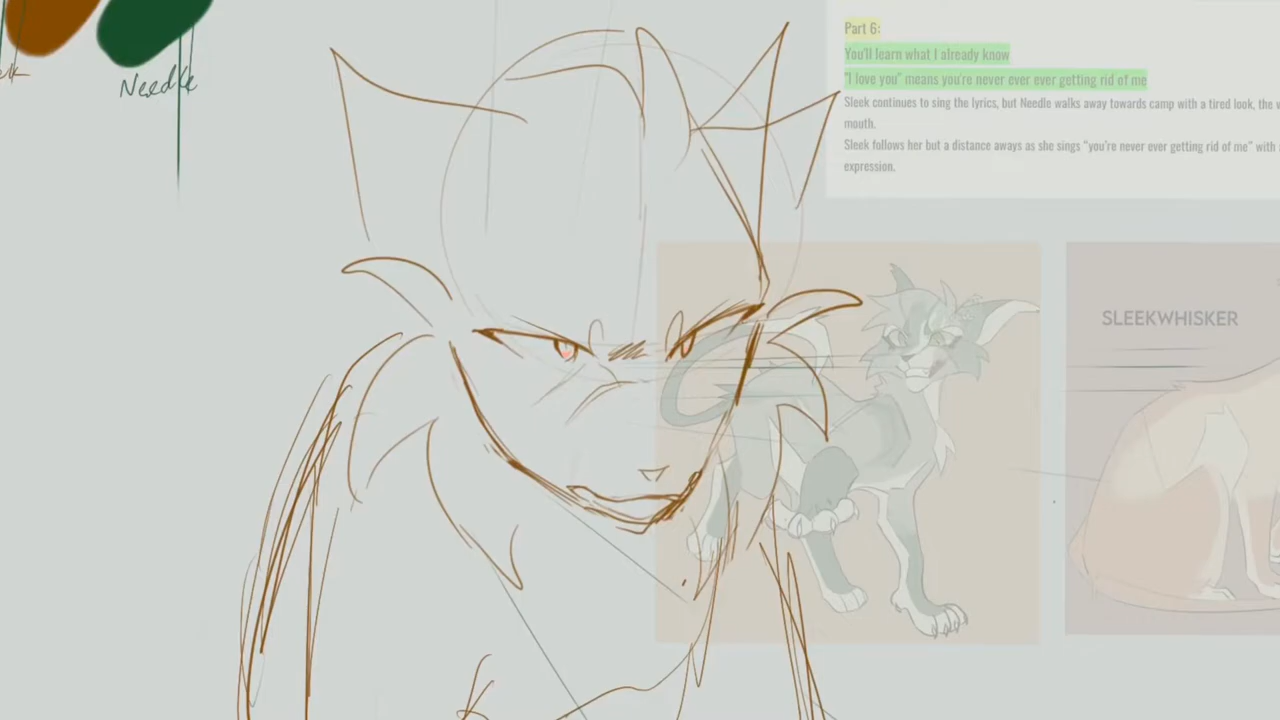 Needle
Part 6:
You'll learn what I already know
"I love you" means you're never ever ever getting rid of me
Sleek continues to sing the lyrics, but Needle walks away towards camp with a tired look, the
mouth.
Sleek follows her but a distance aways as she sings "you're never ever getting rid of me" with
expression.
SLEEKWHISKER